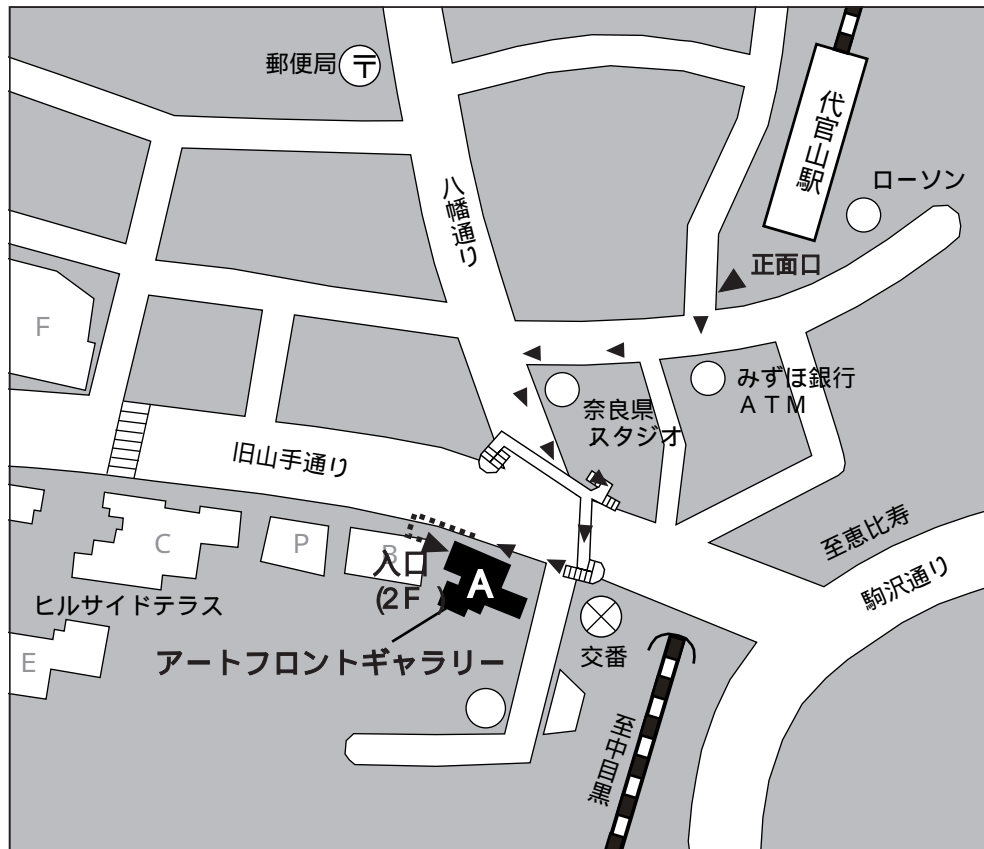 郵便局
〒
代官山駅
ローソン
八幡通り
正面口
F
みずほ銀行
ATM
奈良県
スタジオ
旧山手通り
至恵比寿
駒沢通り
C
P
B
入口
(2F)
A
ヒルサイドテラス
E
アートフロントギャラリー
交番
至中目黒